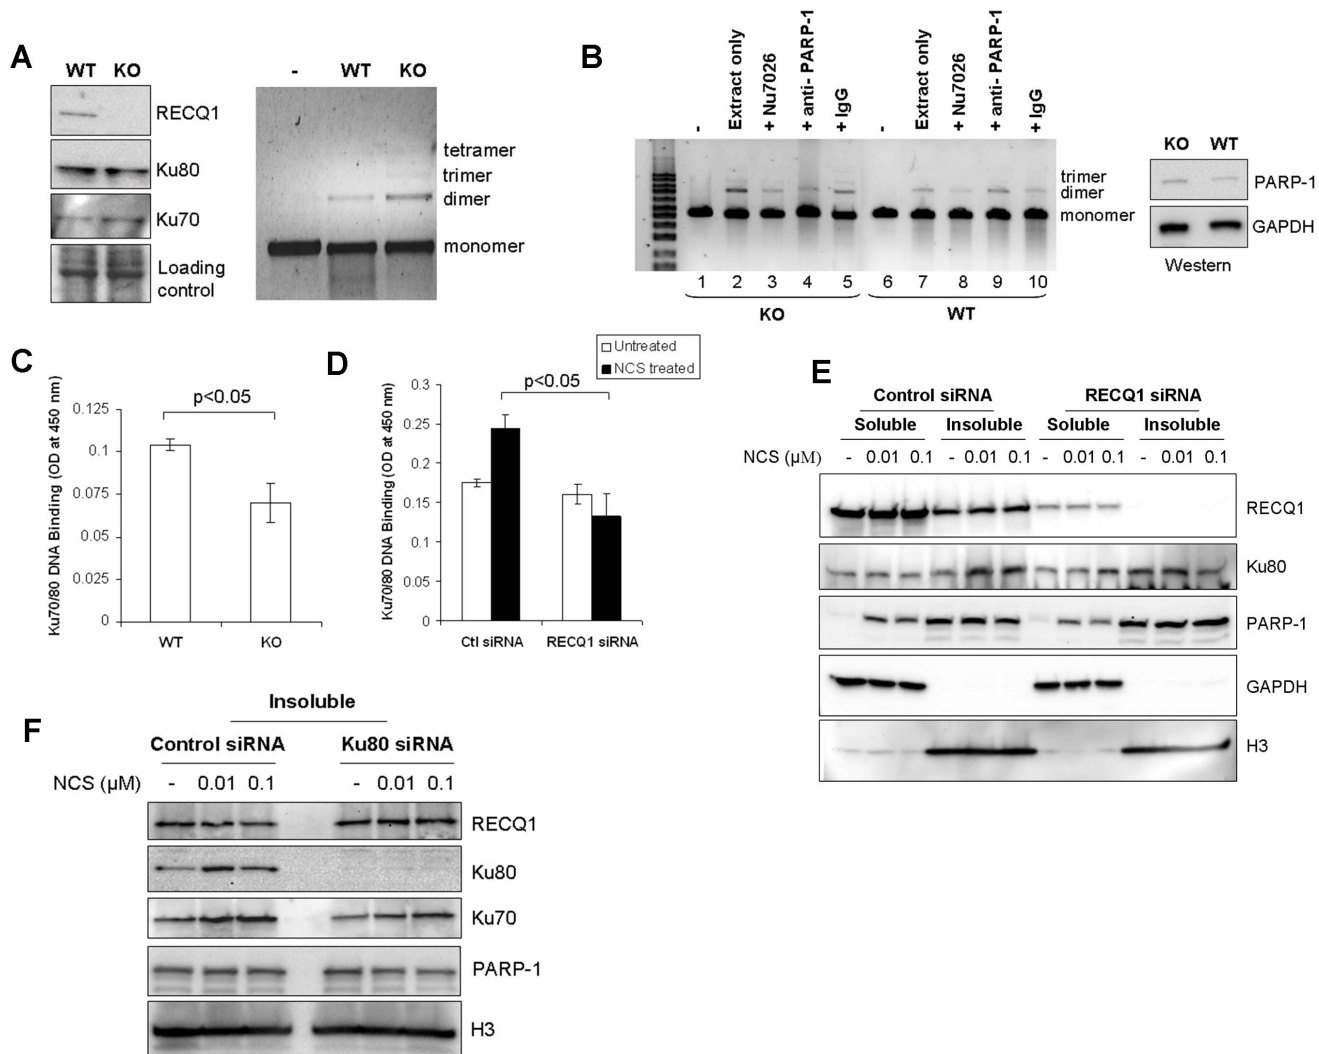 A
WT KO
RECQ1
Ku80
Ku70
Loading
control
- WT KO
tetramer
trimer
dimer
monomer
B
-
Extract only
+ Nu7026
+ anti- PARP-1
+ IgG
-
Extract only
+ Nu7026
+ anti- PARP-1
+ IgG
trimer
dimer
monomer
1 2 3 4 5 6 7 8 9 10
KO WT
KO WT
PARP-1
GAPDH
Western
C
p<0.05
Ku70/80 DNA Binding (OD at 450 nm)
0.125
0.1
0.075
0.05
0.025
0
WT KO
D
Untreated
NCS treated
p<0.05
Ku70/80 DNA Binding (OD at 450 nm)
0.3
0.25
0.2
0.15
0.1
0.05
0
Ctl siRNA RECQ1 siRNA
E
Control siRNA RECQ1 siRNA
Soluble Insoluble Soluble Insoluble
NCS (µM) - 0.01 0.1 - 0.01 0.1 - 0.01 0.1 - 0.01 0.1
RECQ1
Ku80
PARP-1
GAPDH
H3
F
Insoluble
Control siRNA Ku80 siRNA
NCS (µM) - 0.01 0.1 - 0.01 0.1
RECQ1
Ku80
Ku70
PARP-1
H3